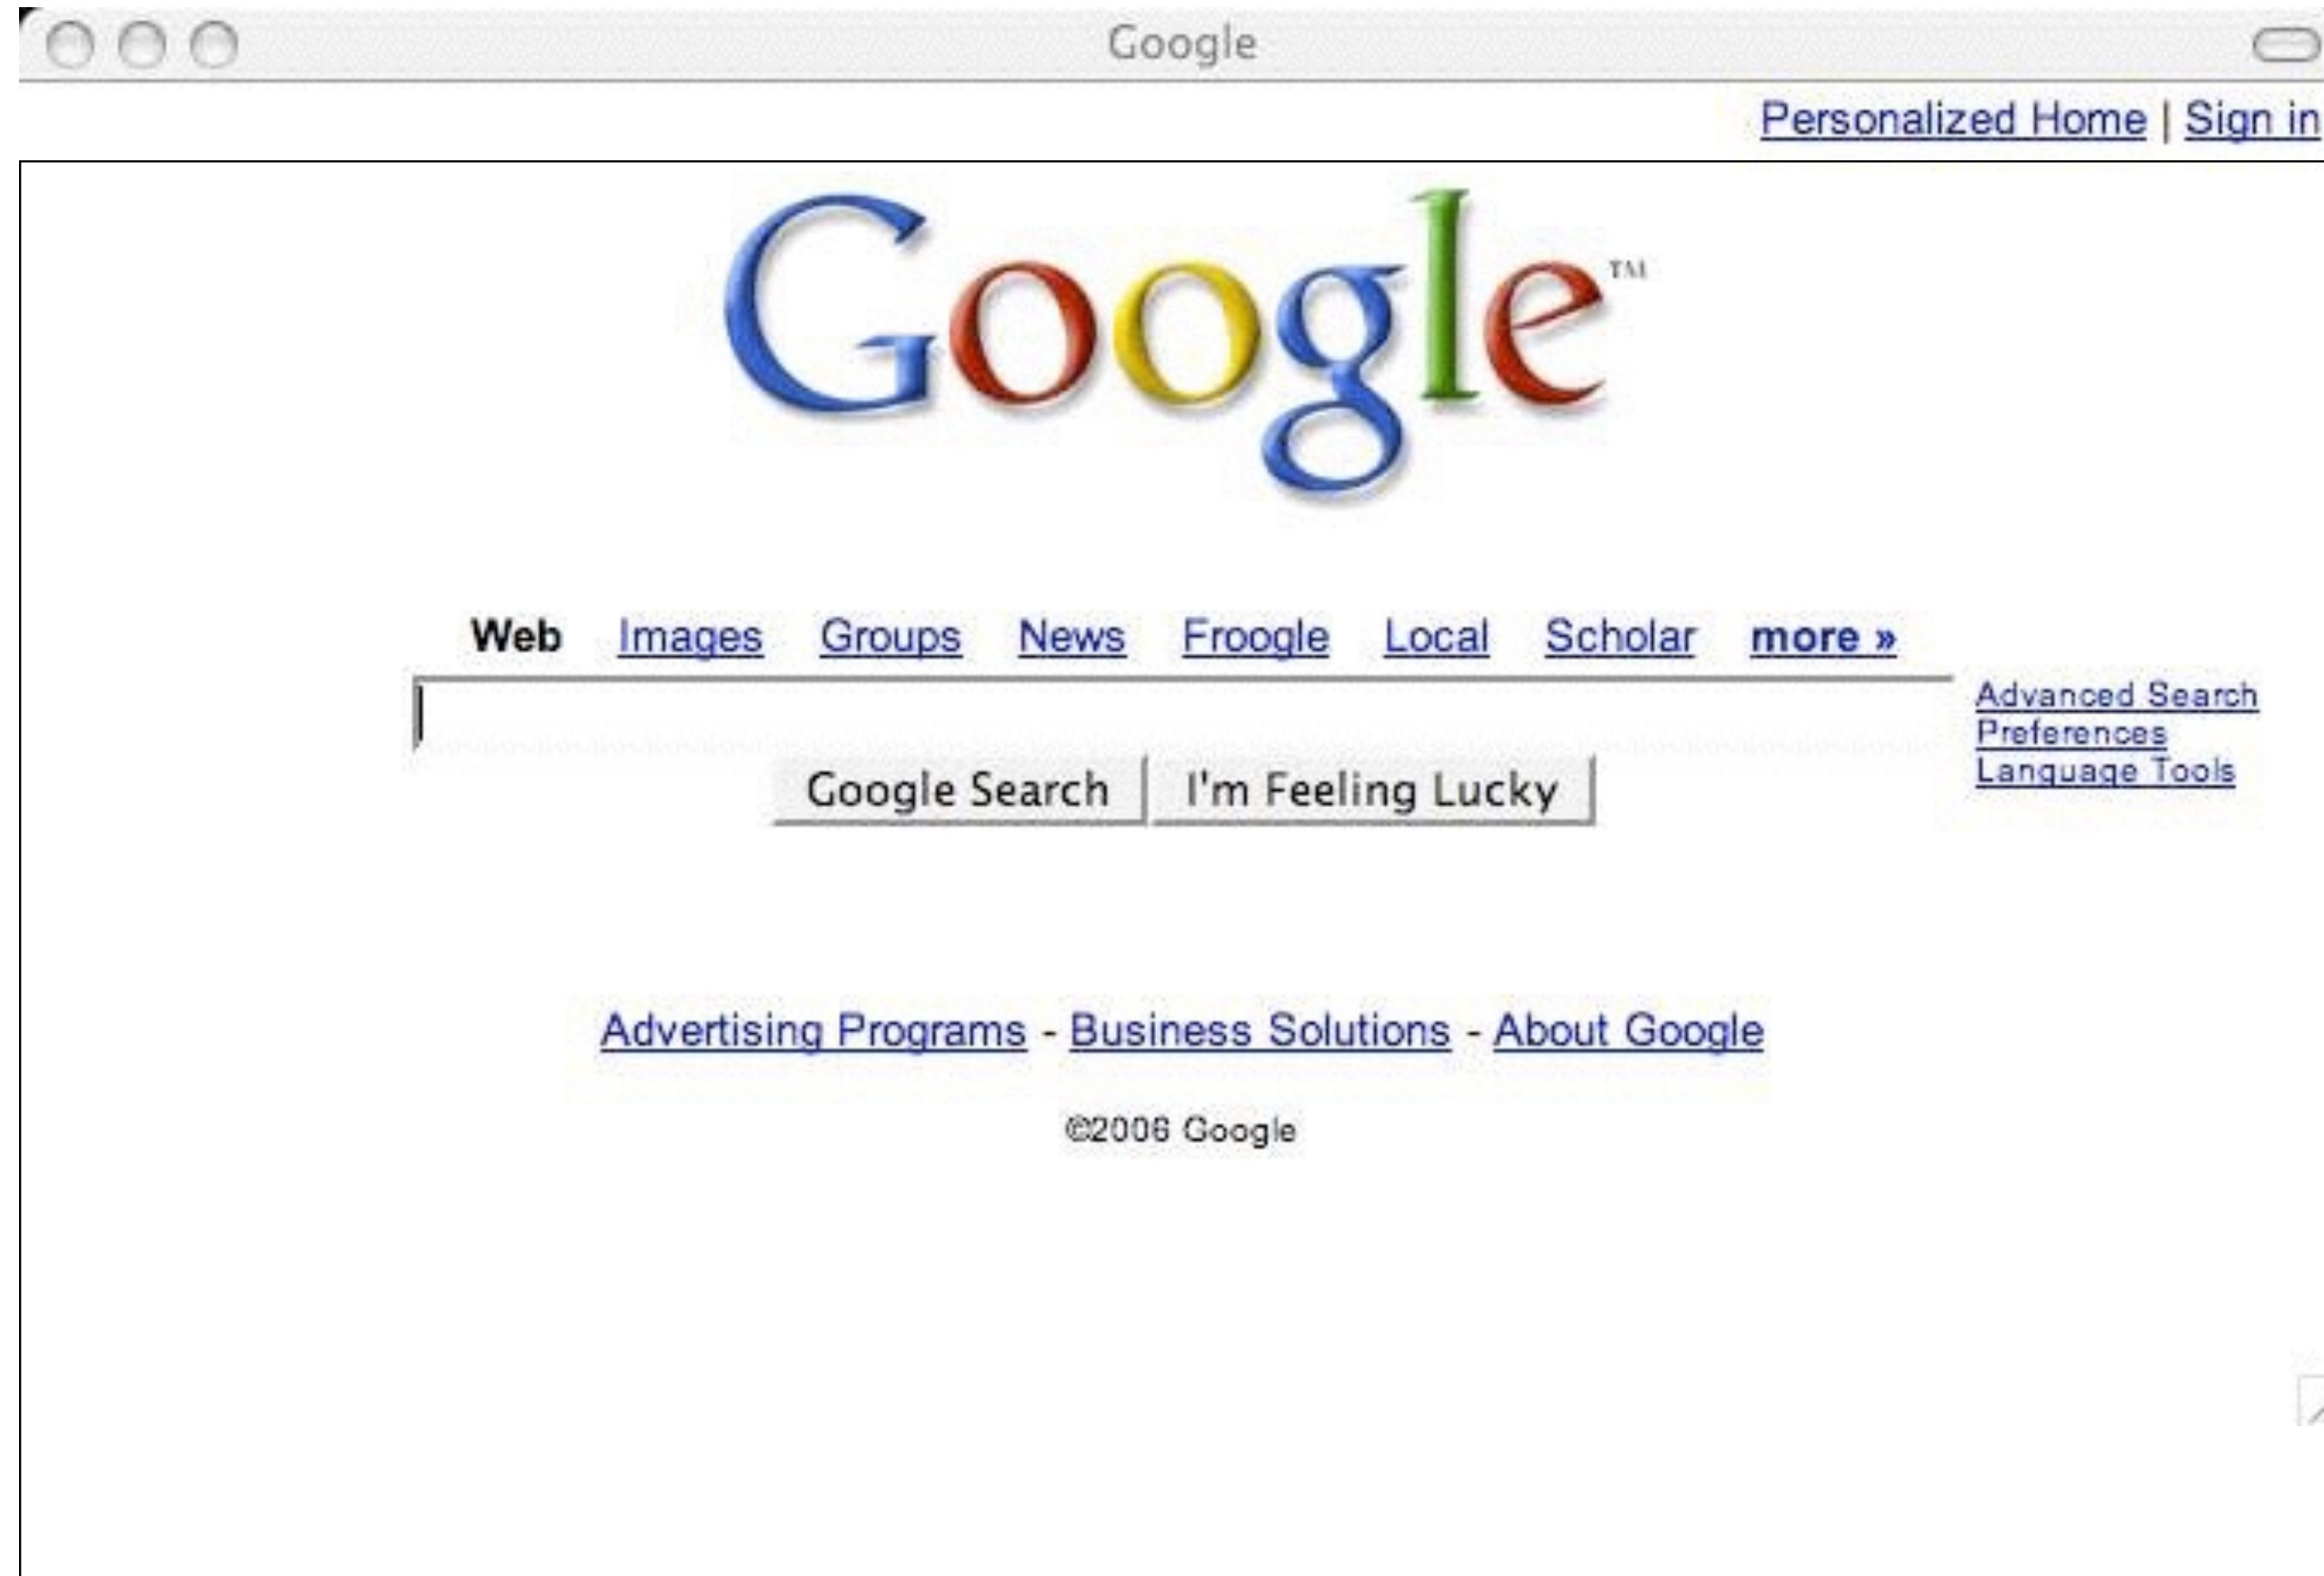 Google
Personalized Home | Sign in
Google™
Web Images Groups News Froogle Local Scholar more »
Advanced Search
Preferences
Language Tools
Google Search I'm Feeling Lucky
Advertising Programs - Business Solutions - About Google
©2006 Google